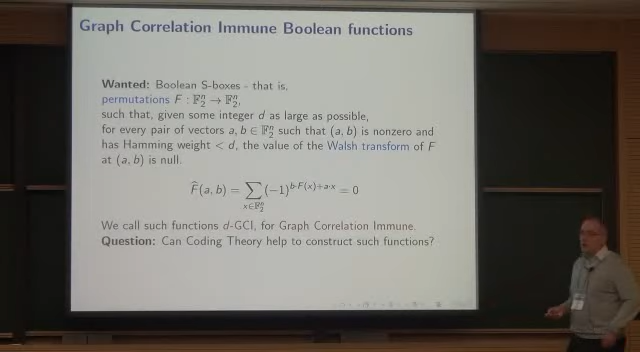 Graph Correlation Immune Boolean functions
Wanted: Boolean S-boxes - that is,
permutations F : 𝔽₂ⁿ → 𝔽₂ⁿ,
such that, given some integer d as large as possible,
for every pair of vectors a, b ∈ 𝔽₂ⁿ such that (a, b) is nonzero and
has Hamming weight < d, the value of the Walsh transform of F
at (a, b) is null.
F̂(a, b) = ∑_{x∈𝔽₂ⁿ} (−1)^{b·F(x)+a·x} = 0
We call such functions d-GCI, for Graph Correlation Immune.
Question: Can Coding Theory help to construct such functions?